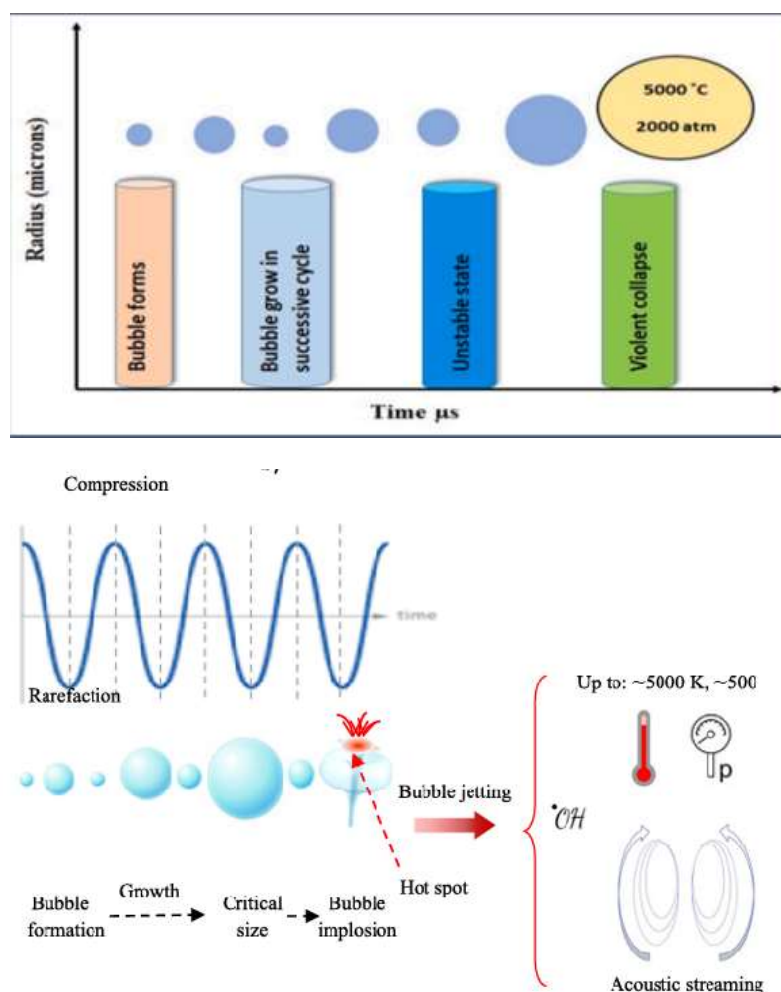 5000 °C
2000 atm
Radius (microns)
Bubble forms
Bubble grow in
successive cycle
Unstable state
Violent collapse
Time µs
Compression
time
Rarefaction
Up to: ~5000 K, ~500
p
Bubble jetting
•OH
Hot spot
Bubble
formation
Growth
Critical
size
Bubble
implosion
Acoustic streaming